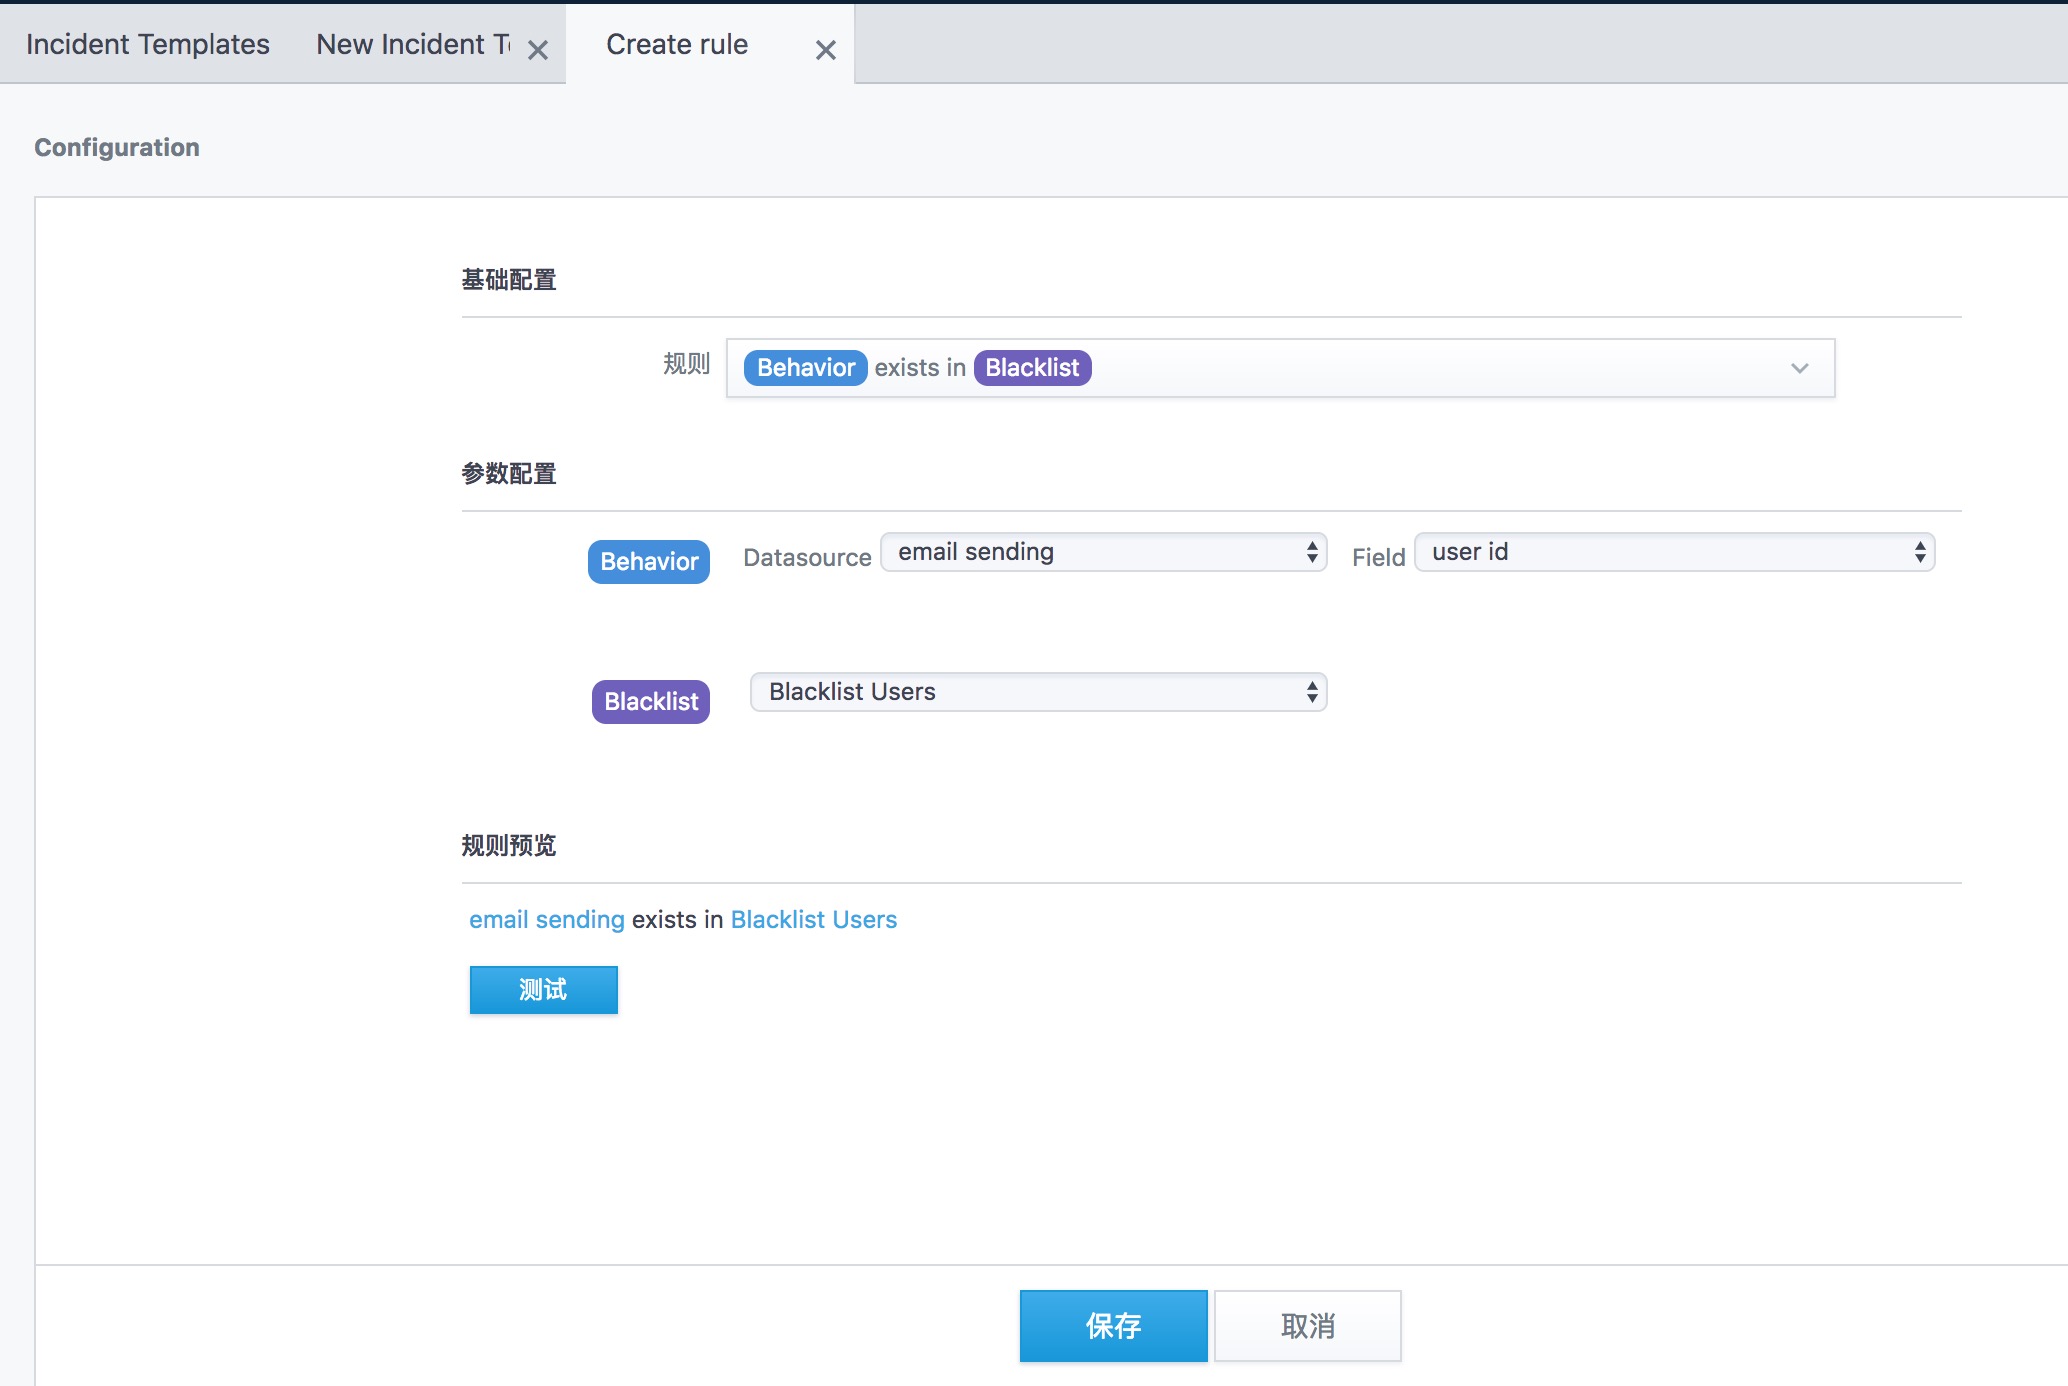 Incident Templates New Incident Create rule
Configuration
基础配置
规则 Behavior exists in Blacklist
参数配置
Behavior Datasource email sending Field user id
Blacklist Blacklist Users
规则预览
email sending exists in Blacklist Users
测试
保存 取消